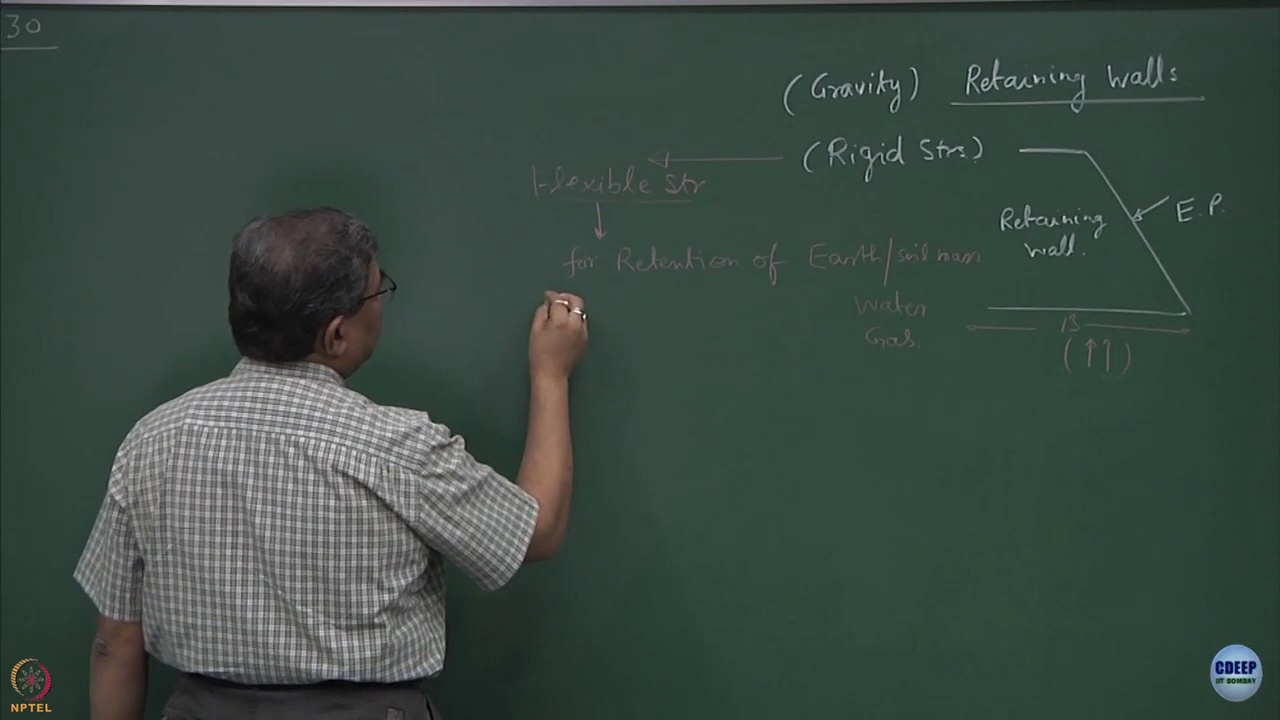 30
(Gravity) Retaining Walls
(Rigid Strs.)
Flexible Str
Retaining
wall.
E.P.
for Retention of Earth/soil mass
water
Gas.
B
(↑↑)
NPTEL
CDEEP
IIT BOMBAY